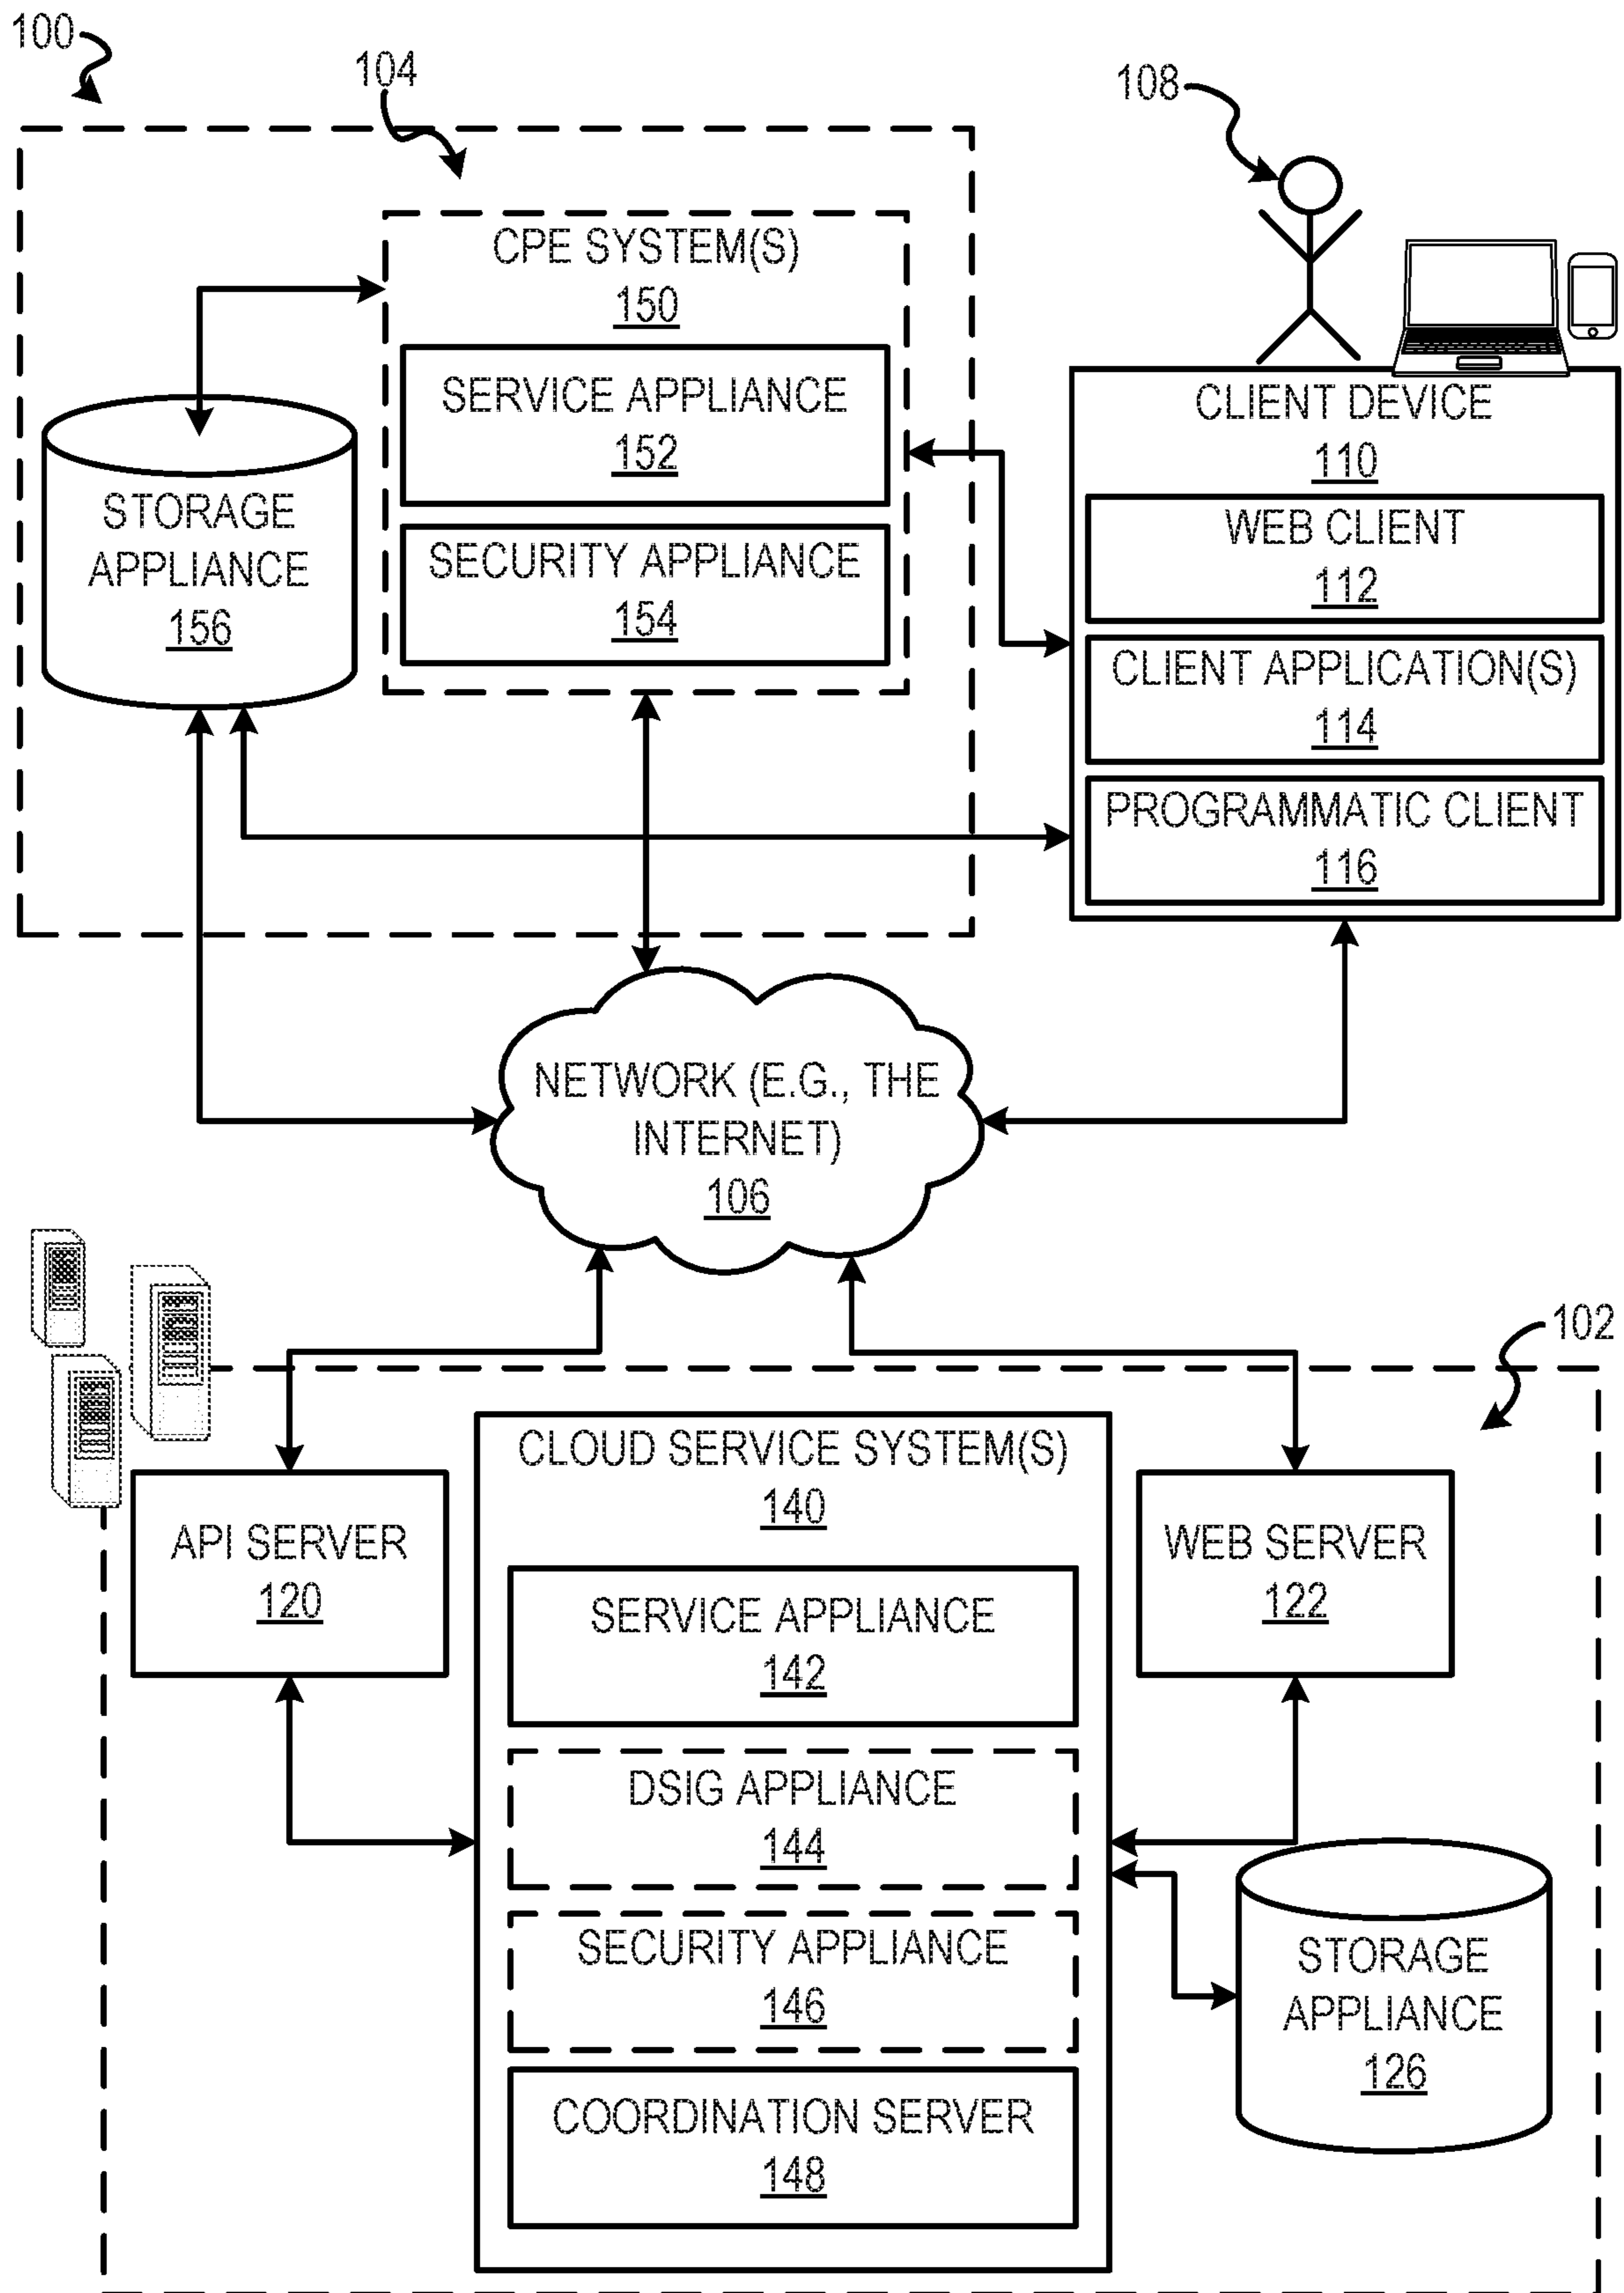 100
104
108
CPE SYSTEM(S)
150
SERVICE APPLIANCE
152
SECURITY APPLIANCE
154
STORAGE
APPLIANCE
156
CLIENT DEVICE
110
WEB CLIENT
112
CLIENT APPLICATION(S)
114
PROGRAMMATIC CLIENT
116
NETWORK (E.G., THE
INTERNET)
106
102
API SERVER
120
CLOUD SERVICE SYSTEM(S)
140
SERVICE APPLIANCE
142
DSIG APPLIANCE
144
SECURITY APPLIANCE
146
COORDINATION SERVER
148
WEB SERVER
122
STORAGE
APPLIANCE
126